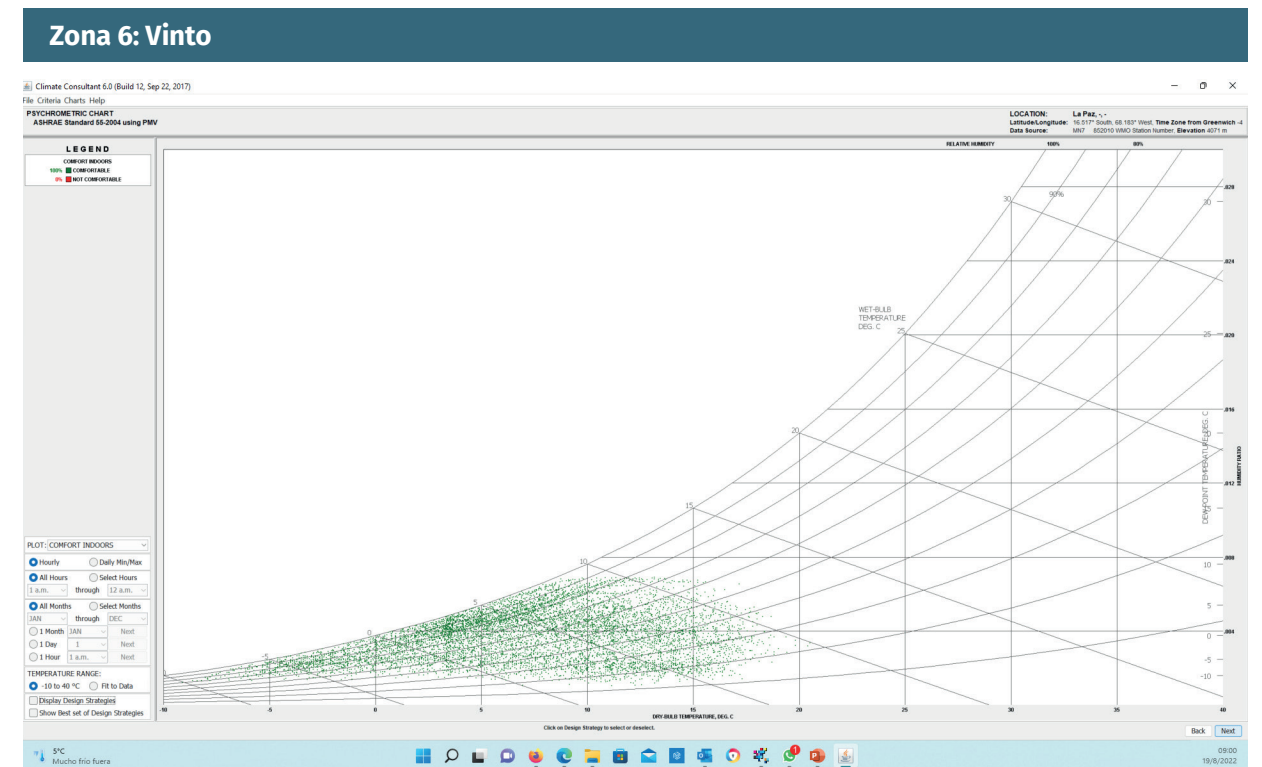 Zona 6: Vinto
Climate Consultant 6.0 (Build 12, Sep 22, 2017)
File Criteria Charts Help
PSYCHROMETRIC CHART
ASHRAE Standard 55-2004 using PMV
LOCATION: La Paz, -, -
Latitude/Longitude: 16.517° South, 68.183° West, Time Zone from Greenwich -4
Data Source: MN7 852010 WMO Station Number, Elevation 4071 m
LEGEND
COMFORT INDOORS
100% COMFORTABLE
0% NOT COMFORTABLE
RELATIVE HUMIDITY 100% 80%
90%
WET-BULB
TEMPERATURE
DEG. C
30
25
20
15
10
5
0
-5
.028
.024
.020
.016
.012
.008
.004
30
25
10
5
0
-5
-10
DEW-POINT TEMPERATURE, DEG. C
HUMIDITY RATIO
PLOT: COMFORT INDOORS
Hourly Daily Min/Max
All Hours Select Hours
1 a.m. through 12 a.m.
All Months Select Months
JAN through DEC
1 Month JAN Next
1 Day 1 Next
1 Hour 1 a.m. Next
TEMPERATURE RANGE:
-10 to 40 °C Fit to Data
Display Design Strategies
Show Best set of Design Strategies
-10 -5 0 5 10 15 20 25 30 35 40
DRY-BULB TEMPERATURE, DEG. C
Click on Design Strategy to select or deselect.
Back Next
5°C
Mucho frío fuera
1
09:00
19/8/2022